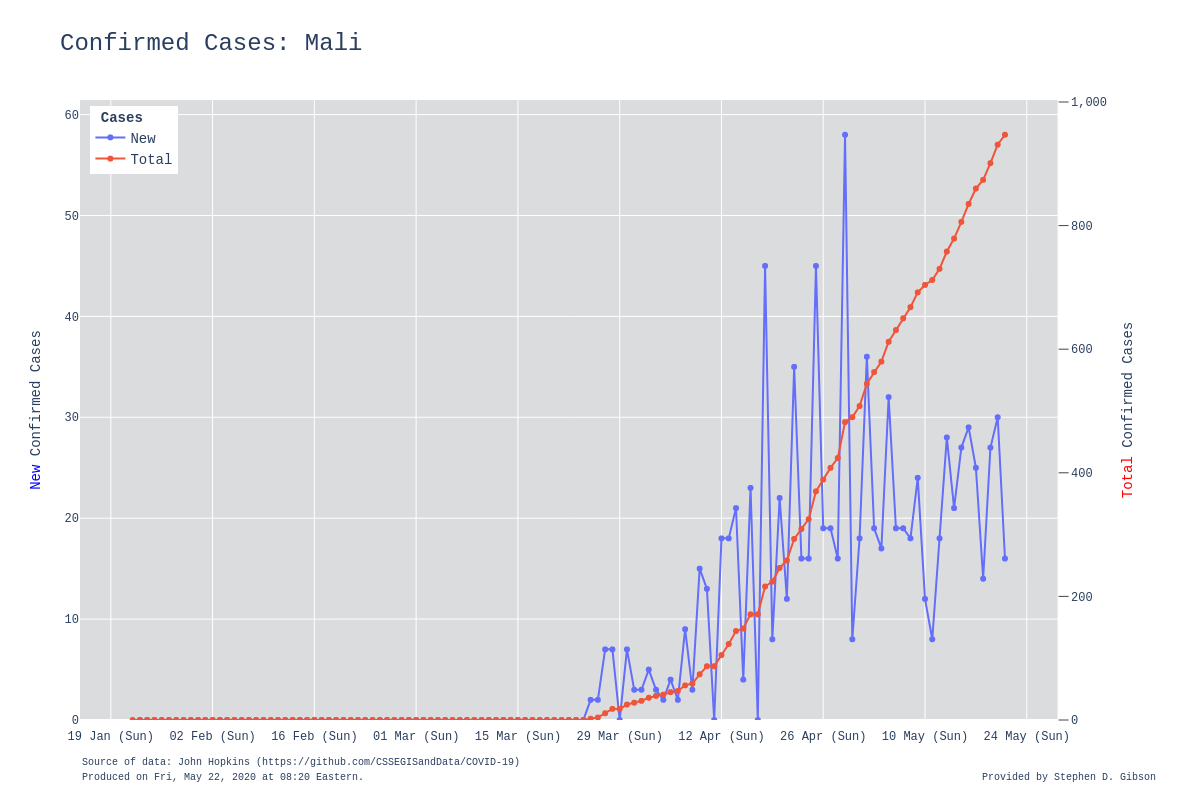 Confirmed Cases: Mali
Cases
New
Total
60
50
40
30
20
10
0
1,000
800
600
400
200
0
New Confirmed Cases
Total Confirmed Cases
19 Jan (Sun)
02 Feb (Sun)
16 Feb (Sun)
01 Mar (Sun)
15 Mar (Sun)
29 Mar (Sun)
12 Apr (Sun)
26 Apr (Sun)
10 May (Sun)
24 May (Sun)
Source of data: John Hopkins (https://github.com/CSSEGISandData/COVID-19)
Produced on Fri, May 22, 2020 at 08:20 Eastern.
Provided by Stephen D. Gibson